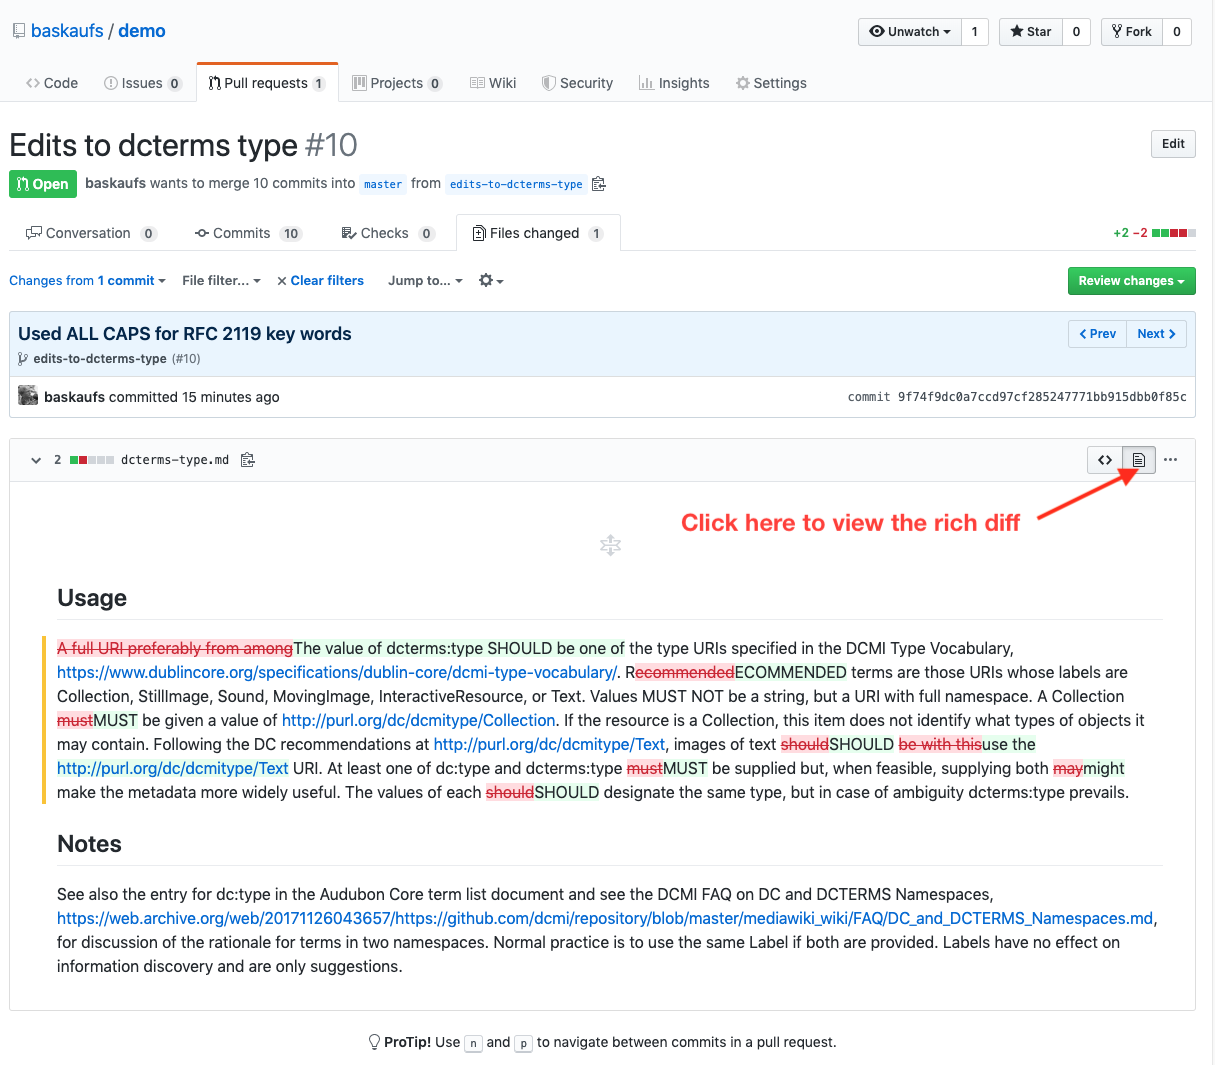 baskaufs / demo
Unwatch 1 Star 0 Fork 0
Code Issues 0 Pull requests 1 Projects 0 Wiki Security Insights Settings
Edits to dcterms type #10
Edit
Open baskaufs wants to merge 10 commits into master from edits-to-dcterms-type
Conversation 0 Commits 10 Checks 0 Files changed 1 +2 −2
Changes from 1 commit File filter... × Clear filters Jump to... Review changes
Used ALL CAPS for RFC 2119 key words
Prev Next
edits-to-dcterms-type (#10)
baskaufs committed 15 minutes ago commit 9f74f9dc0a7ccd97cf285247771bb915dbb0f85c
2 dcterms-type.md
Click here to view the rich diff
Usage
A full URI preferably from amongThe value of dcterms:type SHOULD be one of the type URIs specified in the DCMI Type Vocabulary,
https://www.dublincore.org/specifications/dublin-core/dcmi-type-vocabulary/. RecommendedECOMMENDED terms are those URIs whose labels are
Collection, StillImage, Sound, MovingImage, InteractiveResource, or Text. Values MUST NOT be a string, but a URI with full namespace. A Collection
mustMUST be given a value of http://purl.org/dc/dcmitype/Collection. If the resource is a Collection, this item does not identify what types of objects it
may contain. Following the DC recommendations at http://purl.org/dc/dcmitype/Text, images of text shouldSHOULD be with thisuse the
http://purl.org/dc/dcmitype/Text URI. At least one of dc:type and dcterms:type mustMUST be supplied but, when feasible, supplying both maymight
make the metadata more widely useful. The values of each shouldSHOULD designate the same type, but in case of ambiguity dcterms:type prevails.
Notes
See also the entry for dc:type in the Audubon Core term list document and see the DCMI FAQ on DC and DCTERMS Namespaces,
https://web.archive.org/web/20171126043657/https://github.com/dcmi/repository/blob/master/mediawiki_wiki/FAQ/DC_and_DCTERMS_Namespaces.md,
for discussion of the rationale for terms in two namespaces. Normal practice is to use the same Label if both are provided. Labels have no effect on
information discovery and are only suggestions.
ProTip! Use n and p to navigate between commits in a pull request.